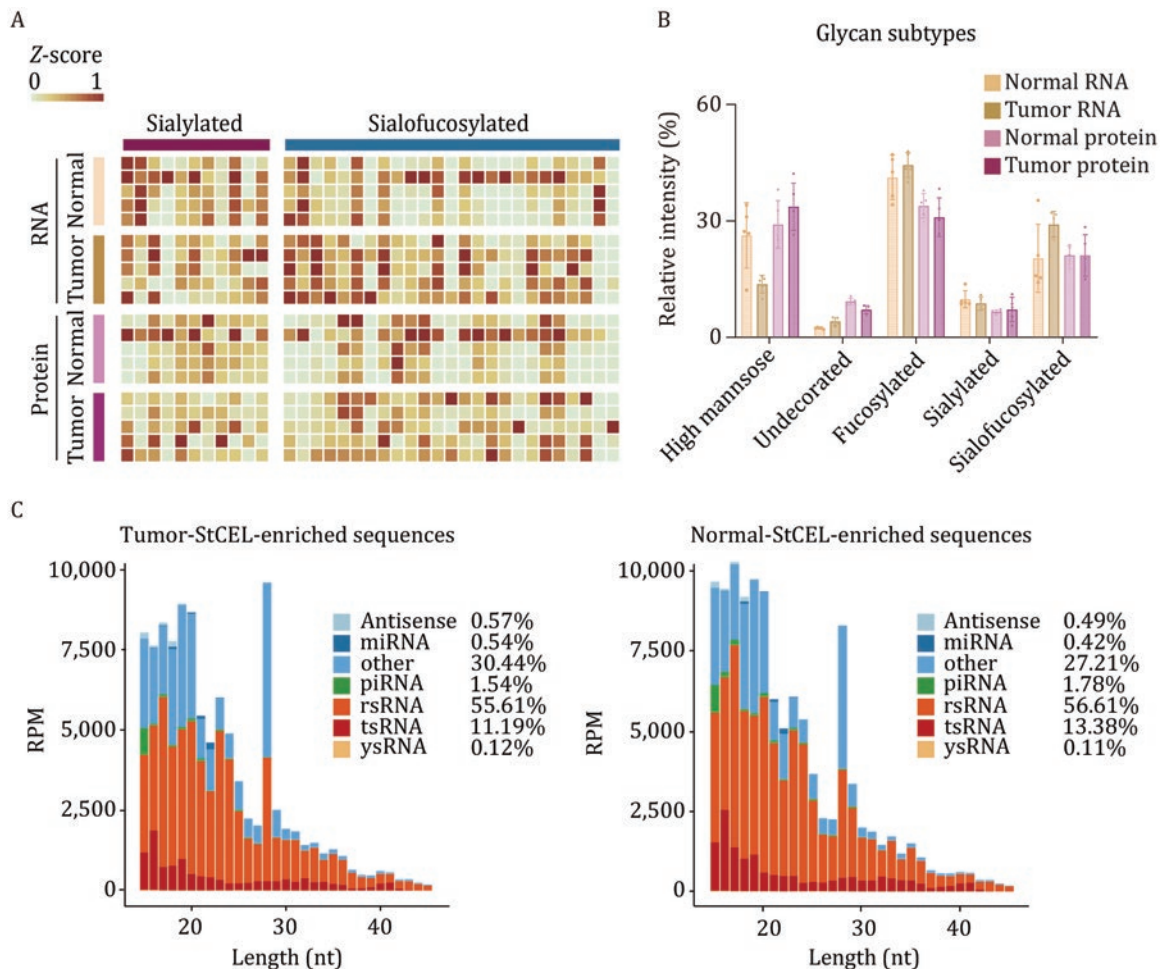 A
Z-score
0 1
Sialylated
Sialofucosylated
RNA
Normal
Tumor
Protein
Normal
Tumor
B
Glycan subtypes
Normal RNA
Tumor RNA
Normal protein
Tumor protein
Relative intensity (%)
60
30
0
High mannsose
Undecorated
Fucosylated
Sialylated
Sialofucosylated
C
Tumor-StCEL-enriched sequences
10,000
7,500
5,000
2,500
0
RPM
Antisense 0.57%
miRNA 0.54%
other 30.44%
piRNA 1.54%
rsRNA 55.61%
tsRNA 11.19%
ysRNA 0.12%
20 30 40
Length (nt)
Normal-StCEL-enriched sequences
10,000
7,500
5,000
2,500
0
RPM
Antisense 0.49%
miRNA 0.42%
other 27.21%
piRNA 1.78%
rsRNA 56.61%
tsRNA 13.38%
ysRNA 0.11%
20 30 40
Length (nt)